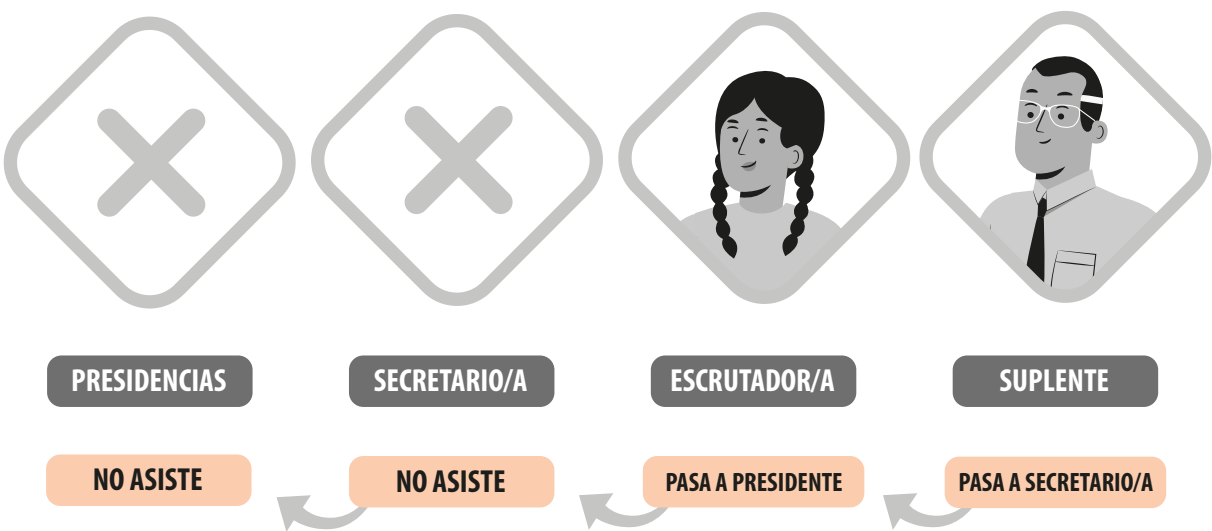 PRESIDENCIAS
SECRETARIO/A
ESCRUTADOR/A
SUPLENTE
NO ASISTE
NO ASISTE
PASA A PRESIDENTE
PASA A SECRETARIO/A